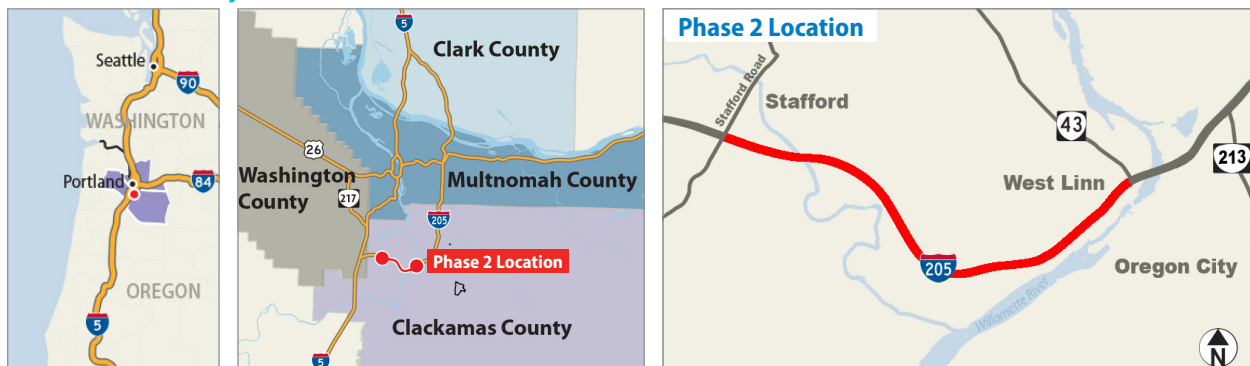 Seattle
90
WASHINGTON
Portland
84
OREGON
5
5
Clark County
26
Washington
County
217
Multnomah County
205
Phase 2 Location
Clackamas County
5
Phase 2 Location
Stafford Road
Stafford
43
213
West Linn
205
Oregon City
Willamette River
N